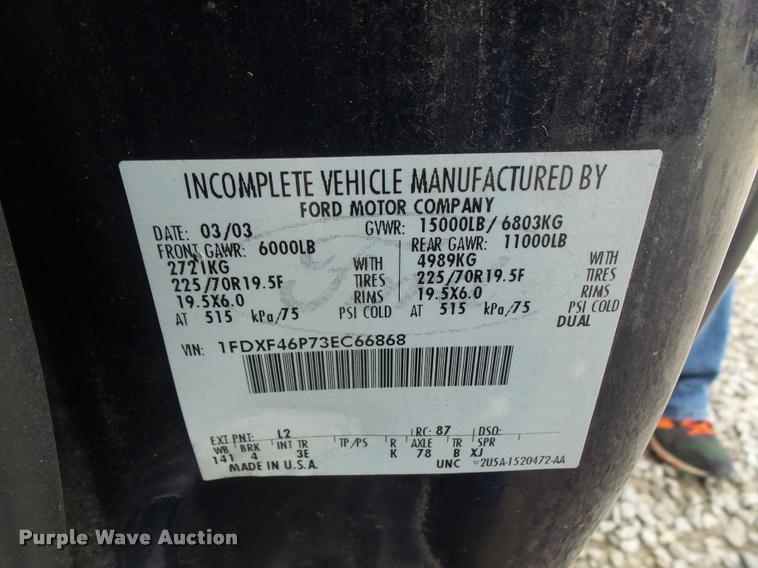 INCOMPLETE VEHICLE MANUFACTURED BY
FORD MOTOR COMPANY
DATE: 03/03 GVWR: 15000LB/ 6803KG
FRONT GAWR: 6000LB REAR GAWR: 11000LB
2721KG WITH 4989KG WITH
225/70R19.5F TIRES 225/70R19.5F TIRES
19.5X6.0 RIMS 19.5X6.0 RIMS
AT 515 kPa/75 PSI COLD AT 515 kPa/75 PSI COLD
DUAL
VIN: 1FDXF46P73EC66868
EXT PNT: L2 RC: 87 DSO:
WB BRK INT TR TP/PS R AXLE TR SPR
141 4 3E K 78 B XJ
MADE IN U.S.A. UNC 2U5A-1520472-AA
Purple Wave Auction